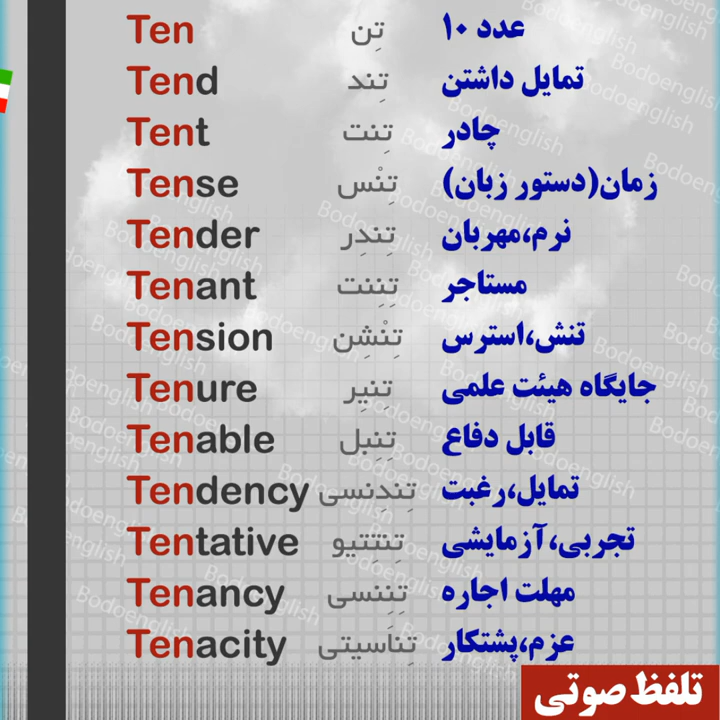 Ten تِن عدد ۱۰
Tend تِند تمایل داشتن
Tent تِنت چادر
Tense تِنْس زمان(دستور زبان)
Tender تِندِر نرم،مهربان
Tenant تِنِنت مستاجر
Tension تِنْشِن تنش،استرس
Tenure تِنیِر جایگاه هیئت علمی
Tenable تِنِبل قابل دفاع
Tendency تِندِنسی تمایل،رغبت
Tentative تِنتِتیو تجربی،آزمایشی
Tenancy تِنِنسی مهلت اجاره
Tenacity تِنَاسیتی عزم،پشتکار
تلفظ صوتی
Bodoenglish